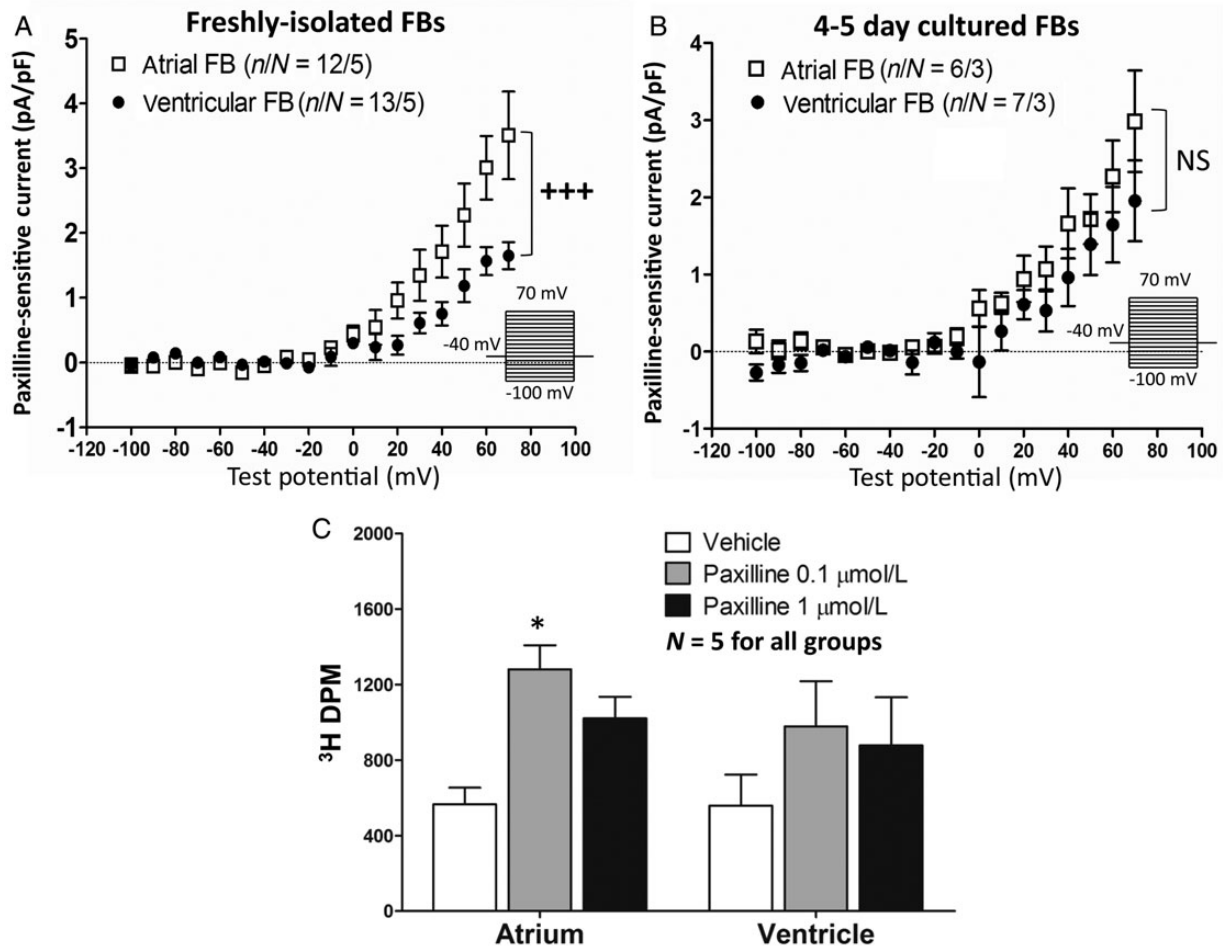 A
Freshly-isolated FBs
Atrial FB (n/N = 12/5)
Ventricular FB (n/N = 13/5)
Paxilline-sensitive current (pA/pF)
5
4
3
2
1
0
-1
+++
70 mV
-40 mV
-100 mV
-120 -100 -80 -60 -40 -20 0 20 40 60 80 100
Test potential (mV)
B
4-5 day cultured FBs
Atrial FB (n/N = 6/3)
Ventricular FB (n/N = 7/3)
Paxilline-sensitive current (pA/pF)
4
3
2
1
0
-1
NS
70 mV
-40 mV
-100 mV
-120 -100 -80 -60 -40 -20 0 20 40 60 80 100
Test potential (mV)
C
Vehicle
Paxilline 0.1 μmol/L
Paxilline 1 μmol/L
N = 5 for all groups
³H DPM
2000
1600
1200
800
400
0
*
Atrium Ventricle